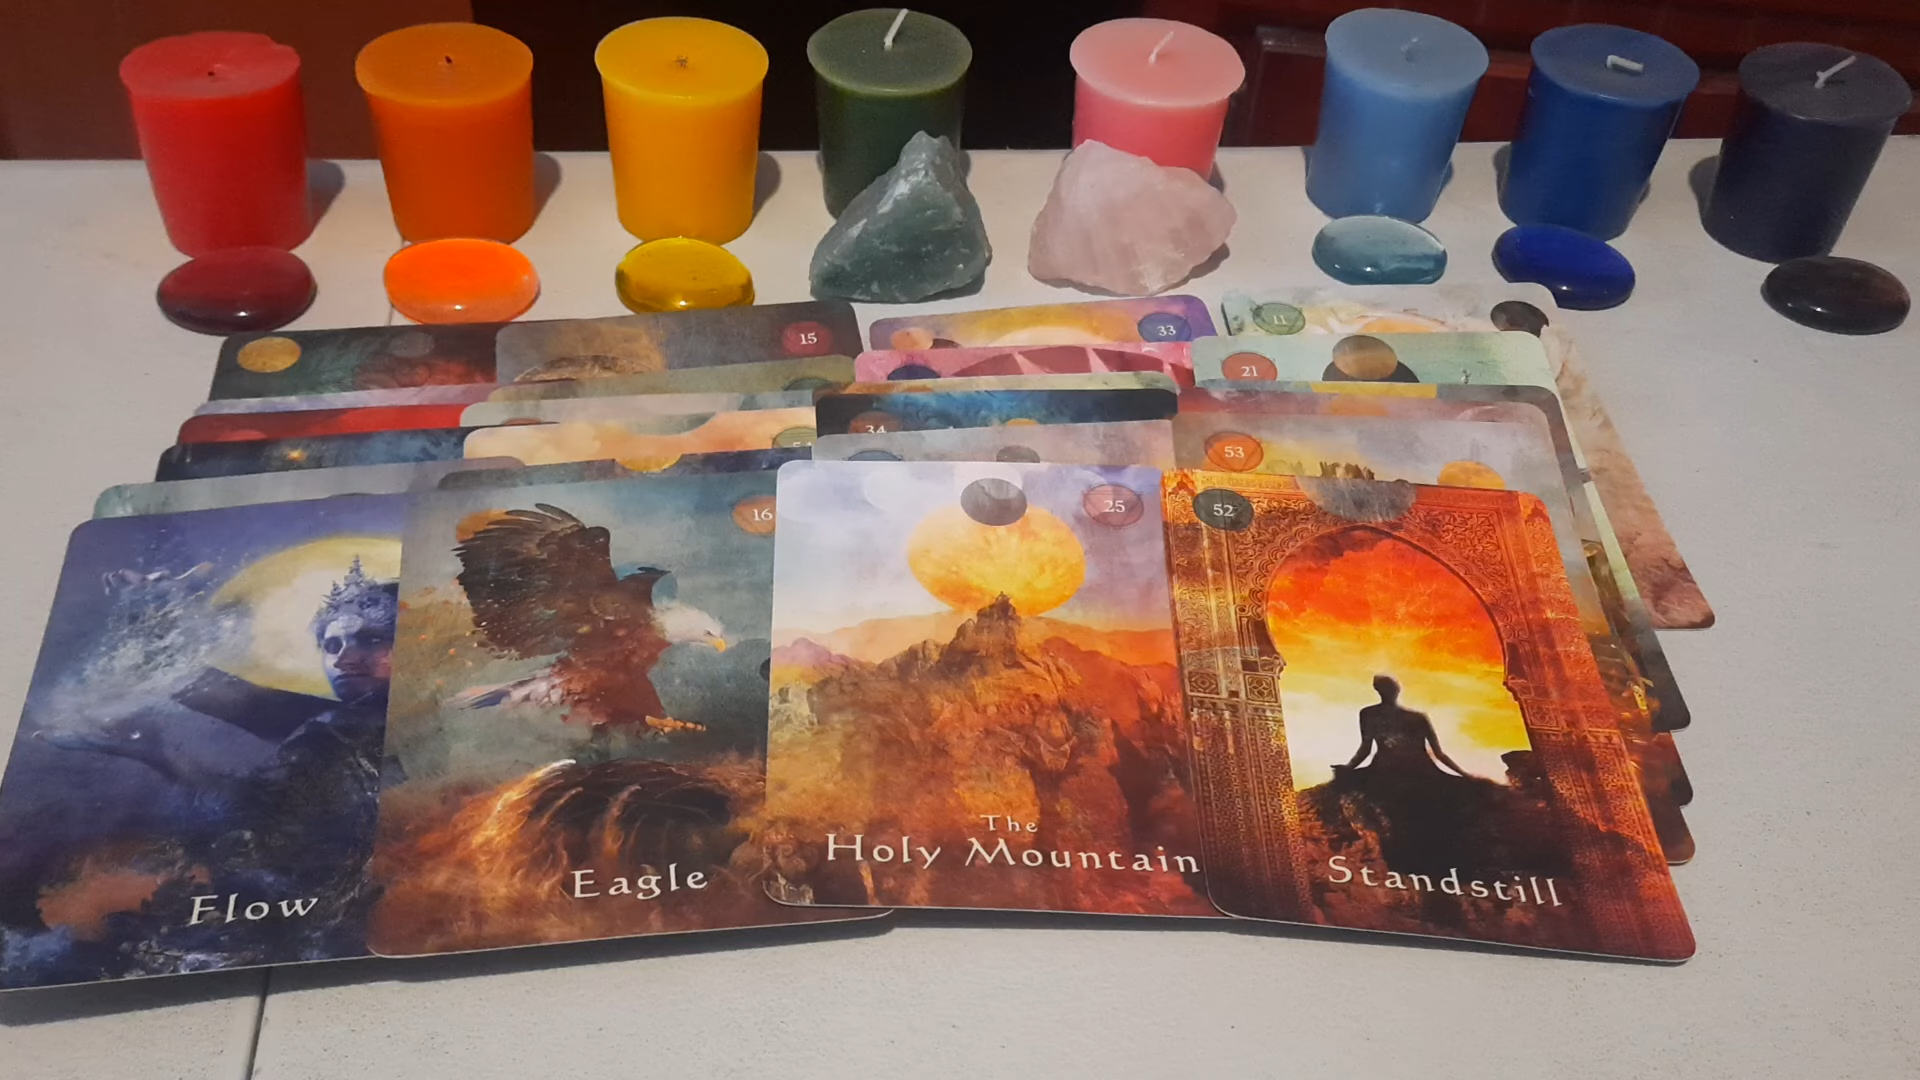 15
33
11
21
34
53
16
25
52
Flow
Eagle
The
Holy Mountain
Standstill